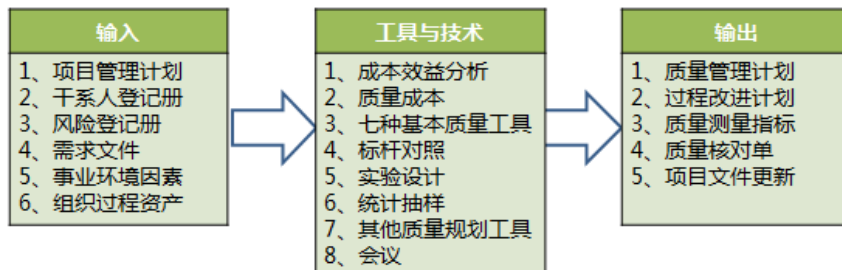 输入
1、项目管理计划
2、干系人登记册
3、风险登记册
4、需求文件
5、事业环境因素
6、组织过程资产
工具与技术
1、成本效益分析
2、质量成本
3、七种基本质量工具
4、标杆对照
5、实验设计
6、统计抽样
7、其他质量规划工具
8、会议
输出
1、质量管理计划
2、过程改进计划
3、质量测量指标
4、质量核对单
5、项目文件更新